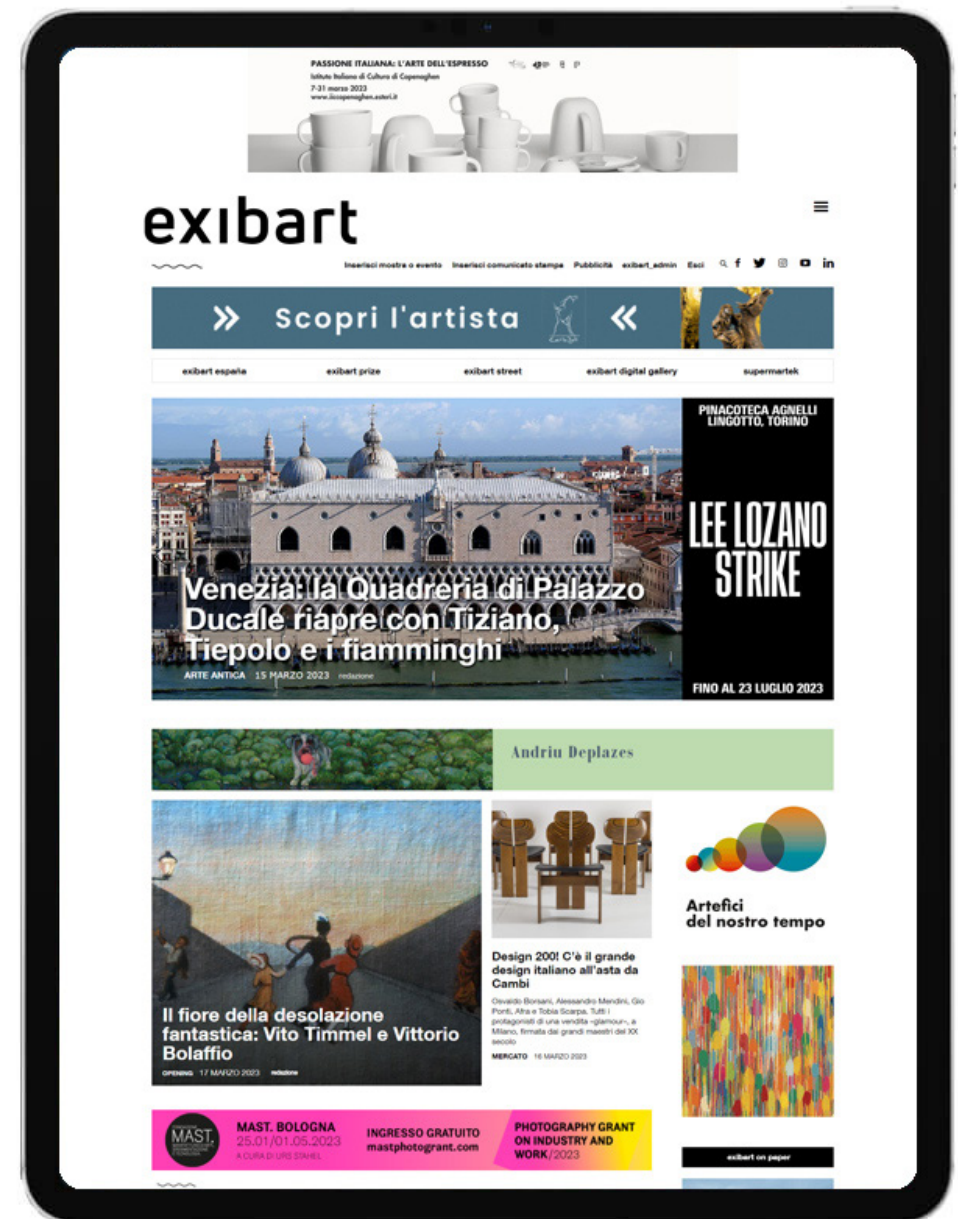 PASSIONE ITALIANA: L'ARTE DELL'ESPRESSO
Istituto Italiano di Cultura di Copenaghen
7-31 marzo 2023
www.iiccopenaghen.esteri.it
exibart
Inserisci mostra o evento Inserisci comunicato stampa Pubblicità exibart_admin Esci
Scopri l'artista
exibart españa exibart prize exibart street exibart digital gallery supermartek
PINACOTECA AGNELLI
LINGOTTO, TORINO
LEE LOZANO
STRIKE
FINO AL 23 LUGLIO 2023
Venezia: la Quadreria di Palazzo
Ducale riapre con Tiziano,
Tiepolo e i fiamminghi
ARTE ANTICA 15 MARZO 2023 redazione
Andriu Deplazes
Il fiore della desolazione
fantastica: Vito Timmel e Vittorio
Bolaffio
OPENING 17 MARZO 2023 redazione
Design 200! C'è il grande
design italiano all'asta da
Cambi
Osvaldo Borsani, Alessandro Mendini, Gio
Ponti, Afra e Tobia Scarpa. Tutti i
protagonisti di una vendita «glamour», a
Milano, firmata dai grandi maestri del XX
secolo
MERCATO 16 MARZO 2023
Artefici
del nostro tempo
MAST.
MAST. BOLOGNA
25.01/01.05.2023
A CURA DI URS STAHEL
INGRESSO GRATUITO
mastphotogrant.com
PHOTOGRAPHY GRANT
ON INDUSTRY AND
WORK/2023
exibart on paper